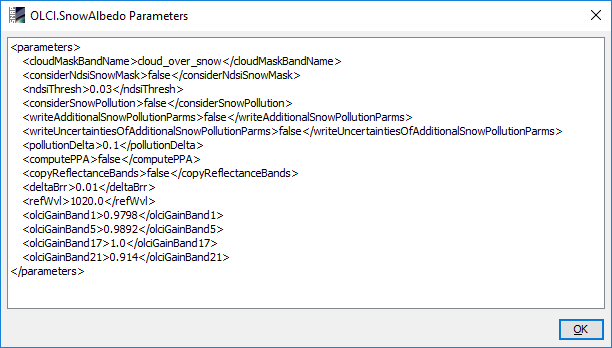 OLCI.SnowAlbedo Parameters
<parameters>
<cloudMaskBandName>cloud_over_snow</cloudMaskBandName>
<considerNdsiSnowMask>false</considerNdsiSnowMask>
<ndsiThresh>0.03</ndsiThresh>
<considerSnowPollution>false</considerSnowPollution>
<writeAdditionalSnowPollutionParms>false</writeAdditionalSnowPollutionParms>
<writeUncertaintiesOfAdditionalSnowPollutionParms>false</writeUncertaintiesOfAdditionalSnowPollutionParms>
<pollutionDelta>0.1</pollutionDelta>
<computePPA>false</computePPA>
<copyReflectanceBands>false</copyReflectanceBands>
<deltaBrr>0.01</deltaBrr>
<refWvl>1020.0</refWvl>
<olciGainBand1>0.9798</olciGainBand1>
<olciGainBand5>0.9892</olciGainBand5>
<olciGainBand17>1.0</olciGainBand17>
<olciGainBand21>0.914</olciGainBand21>
</parameters>
OK